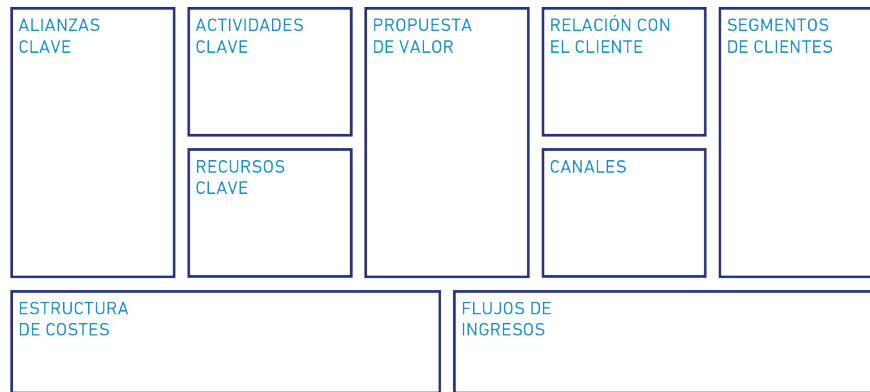 ALIANZAS
CLAVE
ACTIVIDADES
CLAVE
RECURSOS
CLAVE
PROPUESTA
DE VALOR
RELACIÓN CON
EL CLIENTE
CANALES
SEGMENTOS
DE CLIENTES
ESTRUCTURA
DE COSTES
FLUJOS DE
INGRESOS